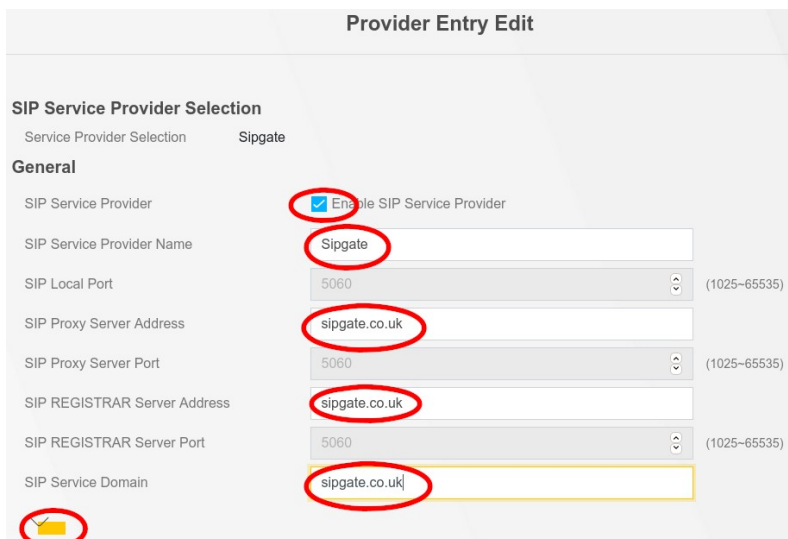 Provider Entry Edit
SIP Service Provider Selection
Service Provider Selection Sipgate
General
SIP Service Provider Enable SIP Service Provider
SIP Service Provider Name Sipgate
SIP Local Port 5060 (1025~65535)
SIP Proxy Server Address sipgate.co.uk
SIP Proxy Server Port 5060 (1025~65535)
SIP REGISTRAR Server Address sipgate.co.uk
SIP REGISTRAR Server Port 5060 (1025~65535)
SIP Service Domain sipgate.co.uk